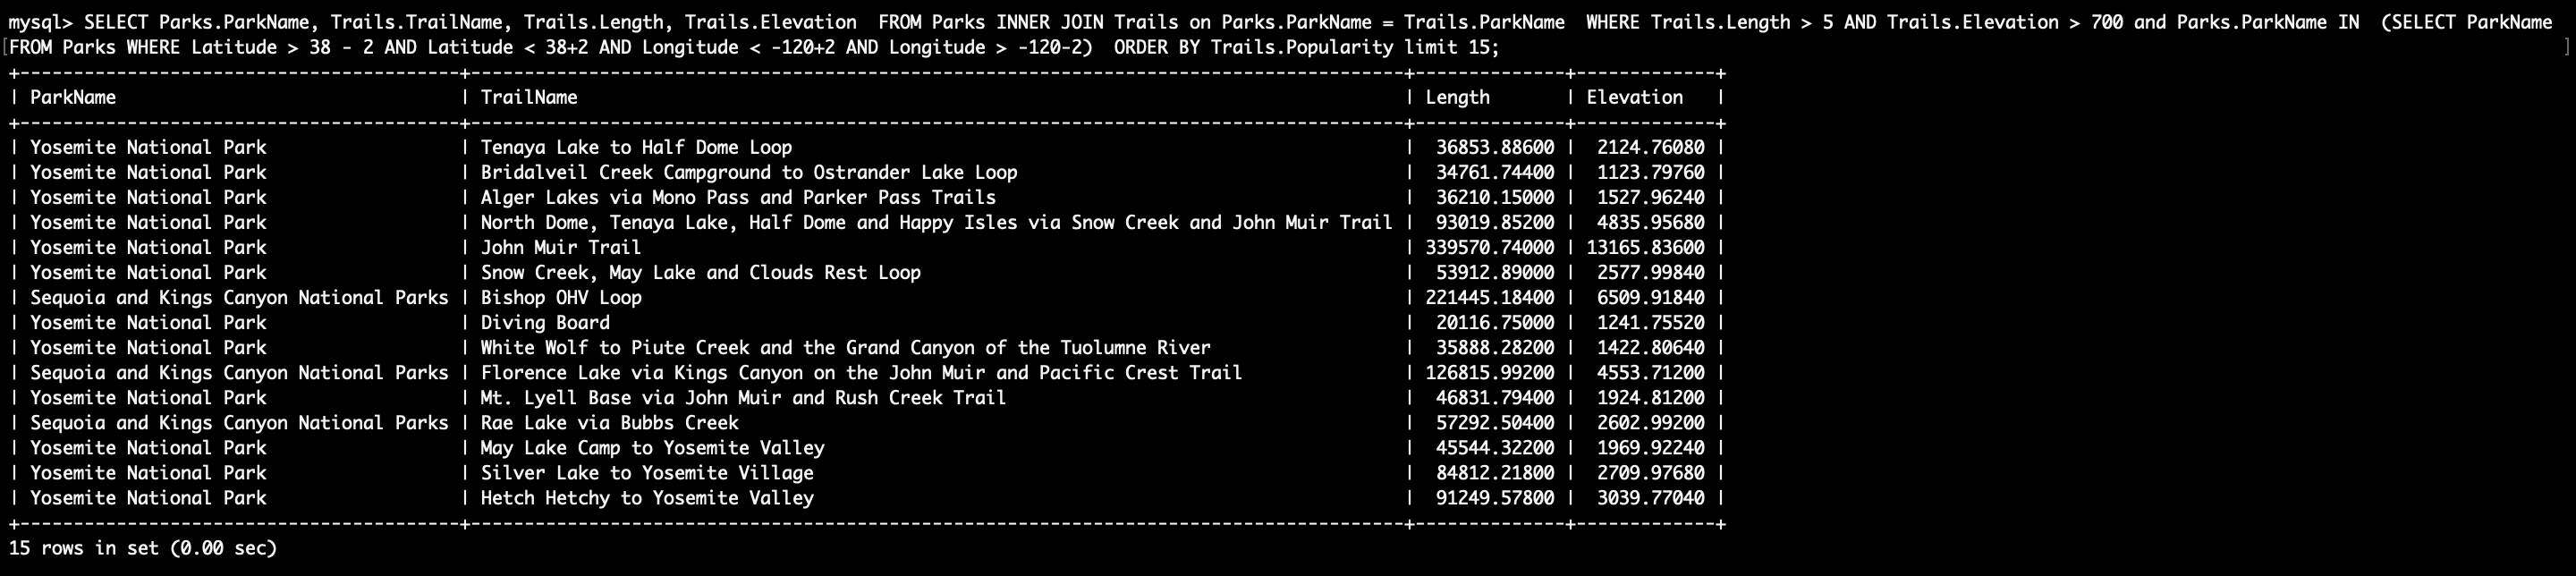 mysql> SELECT Parks.ParkName, Trails.TrailName, Trails.Length, Trails.Elevation  FROM Parks INNER JOIN Trails on Parks.ParkName = Trails.ParkName  WHERE Trails.Length > 5 AND Trails.Elevation > 700 and Parks.ParkName IN  (SELECT ParkName
[FROM Parks WHERE Latitude > 38 - 2 AND Latitude < 38+2 AND Longitude < -120+2 AND Longitude > -120-2)  ORDER BY Trails.Popularity limit 15; ]
+-----------------------------------------+---------------------------------------------------------------------------------------+--------------+-------------+
| ParkName                                | TrailName                                                                             | Length       | Elevation   |
+-----------------------------------------+---------------------------------------------------------------------------------------+--------------+-------------+
| Yosemite National Park                  | Tenaya Lake to Half Dome Loop                                                         |  36853.88600 |  2124.76080 |
| Yosemite National Park                  | Bridalveil Creek Campground to Ostrander Lake Loop                                    |  34761.74400 |  1123.79760 |
| Yosemite National Park                  | Alger Lakes via Mono Pass and Parker Pass Trails                                      |  36210.15000 |  1527.96240 |
| Yosemite National Park                  | North Dome, Tenaya Lake, Half Dome and Happy Isles via Snow Creek and John Muir Trail |  93019.85200 |  4835.95680 |
| Yosemite National Park                  | John Muir Trail                                                                       | 339570.74000 | 13165.83600 |
| Yosemite National Park                  | Snow Creek, May Lake and Clouds Rest Loop                                             |  53912.89000 |  2577.99840 |
| Sequoia and Kings Canyon National Parks | Bishop OHV Loop                                                                       | 221445.18400 |  6509.91840 |
| Yosemite National Park                  | Diving Board                                                                          |  20116.75000 |  1241.75520 |
| Yosemite National Park                  | White Wolf to Piute Creek and the Grand Canyon of the Tuolumne River                  |  35888.28200 |  1422.80640 |
| Sequoia and Kings Canyon National Parks | Florence Lake via Kings Canyon on the John Muir and Pacific Crest Trail               | 126815.99200 |  4553.71200 |
| Yosemite National Park                  | Mt. Lyell Base via John Muir and Rush Creek Trail                                     |  46831.79400 |  1924.81200 |
| Sequoia and Kings Canyon National Parks | Rae Lake via Bubbs Creek                                                              |  57292.50400 |  2602.99200 |
| Yosemite National Park                  | May Lake Camp to Yosemite Valley                                                      |  45544.32200 |  1969.92240 |
| Yosemite National Park                  | Silver Lake to Yosemite Village                                                       |  84812.21800 |  2709.97680 |
| Yosemite National Park                  | Hetch Hetchy to Yosemite Valley                                                       |  91249.57800 |  3039.77040 |
+-----------------------------------------+---------------------------------------------------------------------------------------+--------------+-------------+
15 rows in set (0.00 sec)